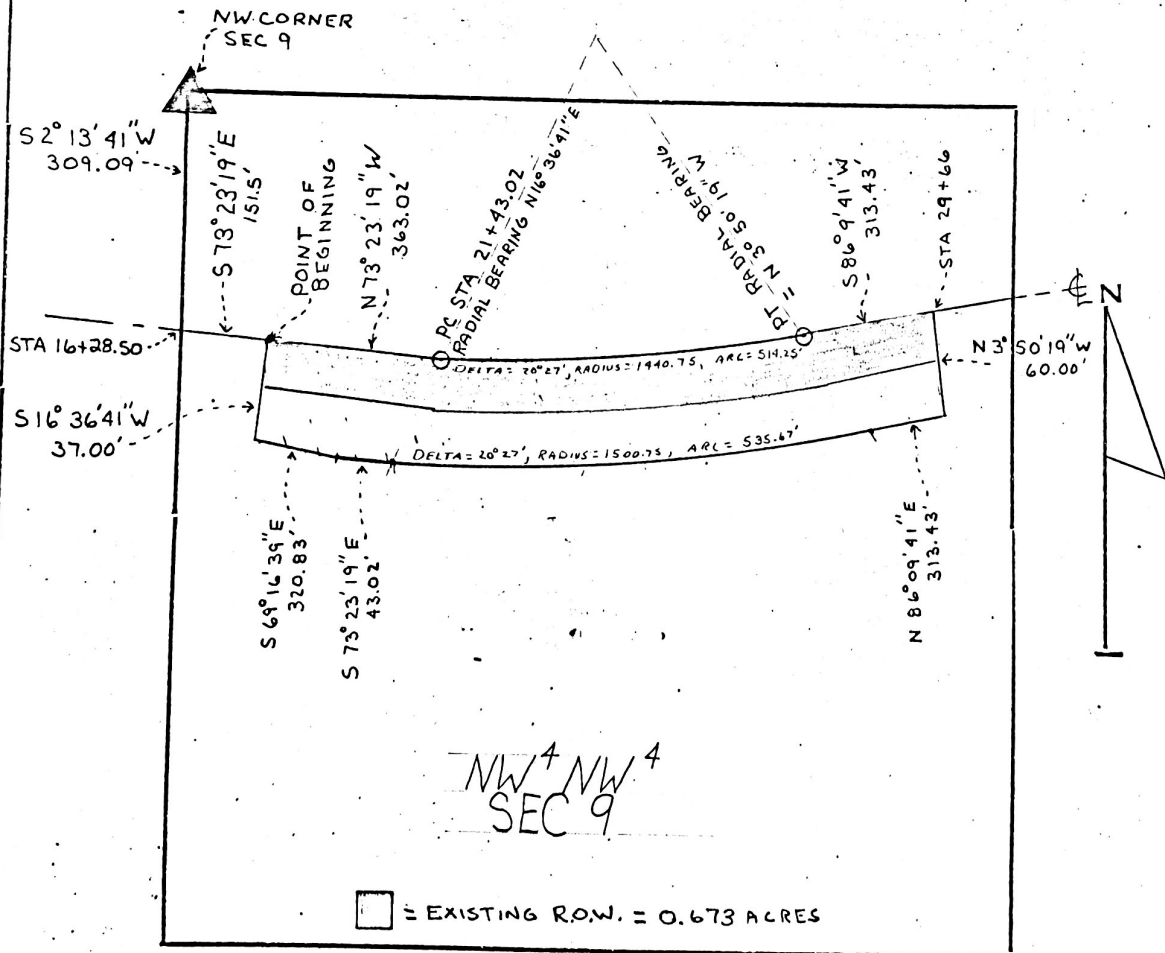 NW CORNER
SEC 9
S 2° 13' 41" W
309.09'
S 73° 23' 19" E
151.5'
POINT OF
BEGINNING
N 73° 23' 19" W
363.02'
PC STA 21+43.02
RADIAL BEARING N16° 36' 41" E
PT RADIAL BEARING
= N 3° 50' 19" W
S 86° 9' 41" W
313.43'
STA 29+66
℄
N
STA 16+28.50
DELTA = 20° 27', RADIUS = 1440.75, ARC = 514.25'
N 3° 50' 19" W
60.00'
S 16° 36' 41" W
37.00'
DELTA = 20° 27', RADIUS = 1500.75, ARC = 535.67'
S 69° 16' 39" E
320.83'
S 73° 23' 19" E
43.02'
N 86° 09' 41" E
313.43'
NW 4 NW 4
SEC 9
= EXISTING R.O.W. = 0.673 ACRES